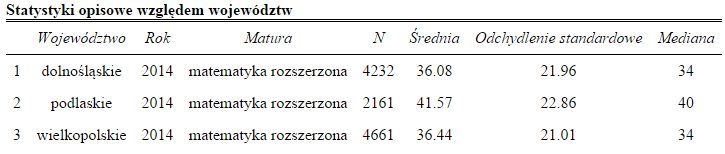 Statystyki opisowe względem województw
Województwo Rok Matura N Średnia Odchydlenie standardowe Mediana
1 dolnośląskie 2014 matematyka rozszerzona 4232 36.08 21.96 34
2 podlaskie 2014 matematyka rozszerzona 2161 41.57 22.86 40
3 wielkopolskie 2014 matematyka rozszerzona 4661 36.44 21.01 34